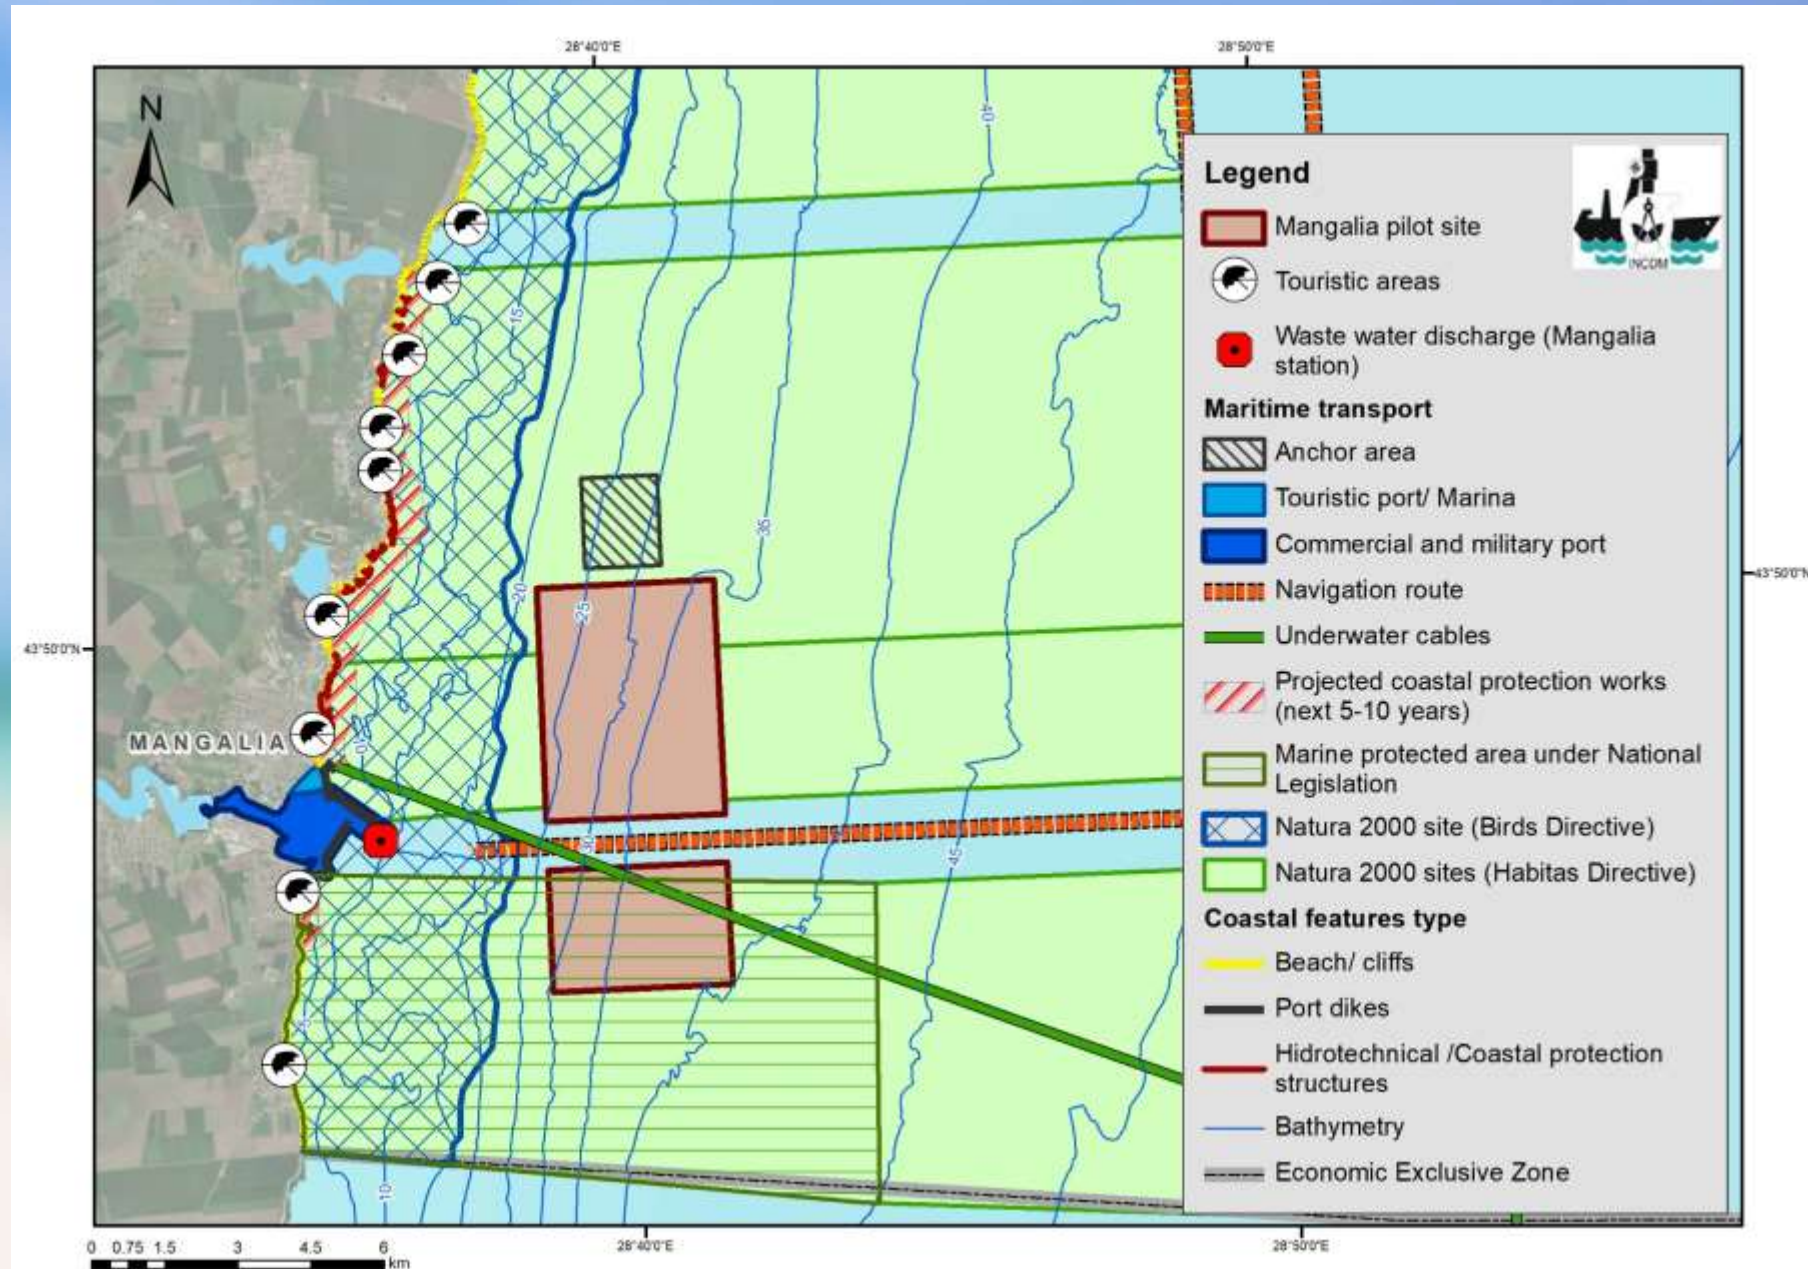 28°40'0"E
28°50'0"E
N
Legend
Mangalia pilot site
Touristic areas
Waste water discharge (Mangalia
station)
Maritime transport
Anchor area
Touristic port/ Marina
Commercial and military port
Navigation route
Underwater cables
Projected coastal protection works
(next 5-10 years)
Marine protected area under National
Legislation
Natura 2000 site (Birds Directive)
Natura 2000 sites (Habitas Directive)
Coastal features type
Beach/ cliffs
Port dikes
Hidrotechnical /Coastal protection
structures
Bathymetry
Economic Exclusive Zone
INCDM
40
15
35
20
25
43°50'0"N
43°50'0"N
MANGALIA
10
30
45
5
10
28°40'0"E
28°50'0"E
0 0.75 1.5 3 4.5 6
km